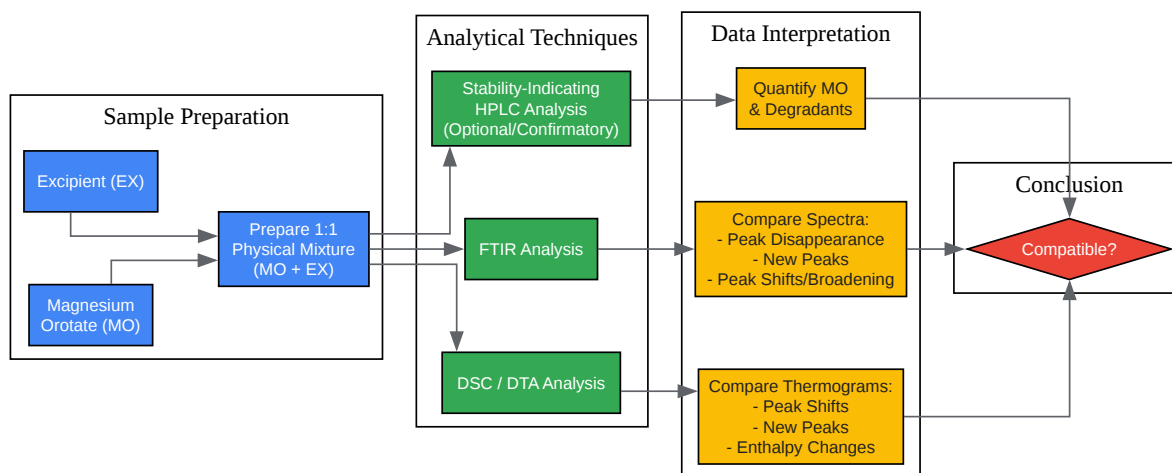 Sample Preparation
Excipient (EX)
Magnesium
Orotate (MO)
Prepare 1:1
Physical Mixture
(MO + EX)
Analytical Techniques
Stability-Indicating
HPLC Analysis
(Optional/Confirmatory)
FTIR Analysis
DSC / DTA Analysis
Data Interpretation
Quantify MO
& Degradants
Compare Spectra:
- Peak Disappearance
- New Peaks
- Peak Shifts/Broadening
Compare Thermograms:
- Peak Shifts
- New Peaks
- Enthalpy Changes
Conclusion
Compatible?